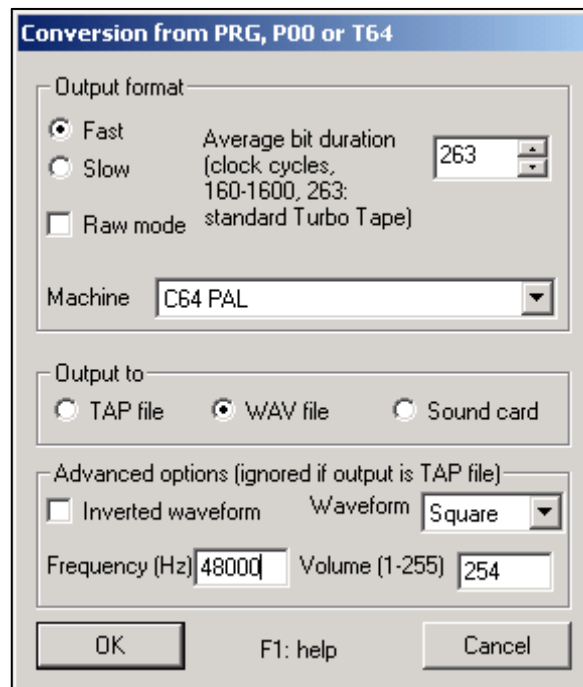 Conversion from PRG, P00 or T64
Output format
Fast
Slow
Raw mode
Average bit duration
(clock cycles,
160-1600, 263:
standard Turbo Tape)
263
Machine C64 PAL
Output to
TAP file WAV file Sound card
Advanced options (ignored if output is TAP file)
Inverted waveform Waveform Square
Frequency (Hz) 48000 Volume (1-255) 254
OK F1: help Cancel